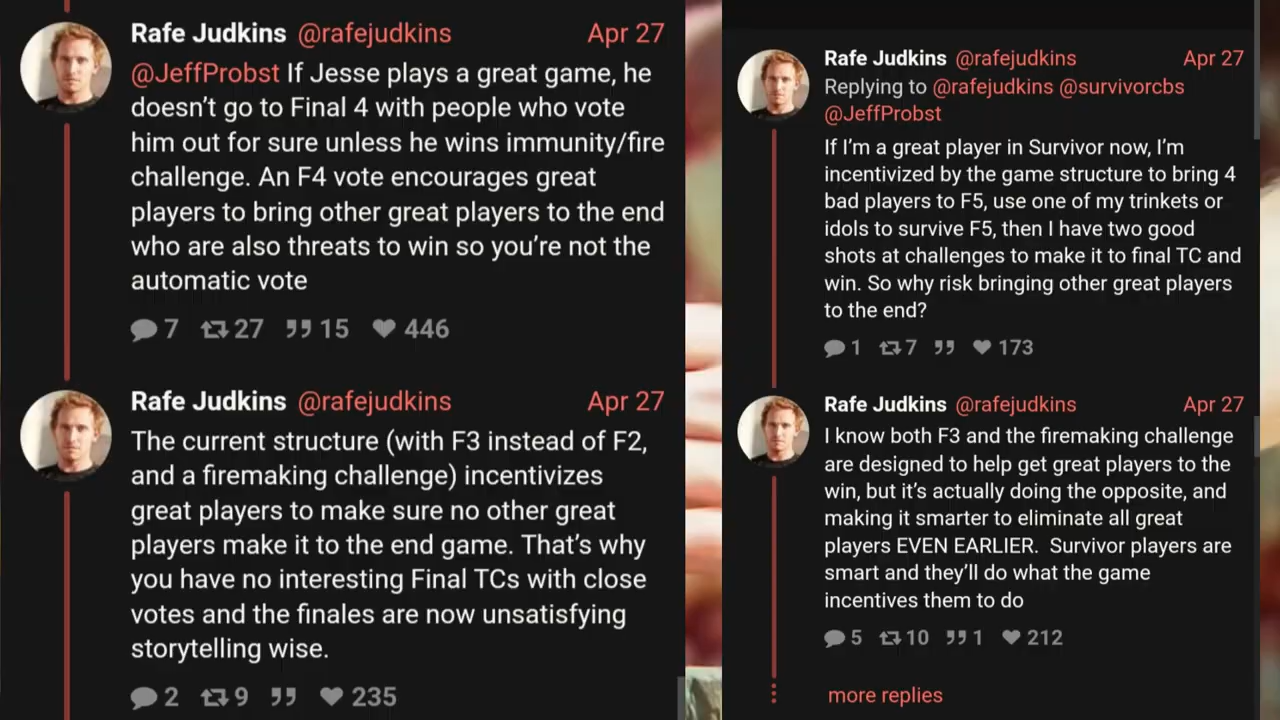 Rafe Judkins @rafejudkins Apr 27
@JeffProbst If Jesse plays a great game, he
doesn’t go to Final 4 with people who vote
him out for sure unless he wins immunity/fire
challenge. An F4 vote encourages great
players to bring other great players to the end
who are also threats to win so you’re not the
automatic vote
7 27 15 446
Rafe Judkins @rafejudkins Apr 27
The current structure (with F3 instead of F2,
and a firemaking challenge) incentivizes
great players to make sure no other great
players make it to the end game. That’s why
you have no interesting Final TCs with close
votes and the finales are now unsatisfying
storytelling wise.
2 9 235
Rafe Judkins @rafejudkins Apr 27
Replying to @rafejudkins @survivorcbs
@JeffProbst
If I’m a great player in Survivor now, I’m
incentivized by the game structure to bring 4
bad players to F5, use one of my trinkets or
idols to survive F5, then I have two good
shots at challenges to make it to final TC and
win. So why risk bringing other great players
to the end?
1 7 173
Rafe Judkins @rafejudkins Apr 27
I know both F3 and the firemaking challenge
are designed to help get great players to the
win, but it’s actually doing the opposite, and
making it smarter to eliminate all great
players EVEN EARLIER. Survivor players are
smart and they’ll do what the game
incentives them to do
5 10 1 212
more replies